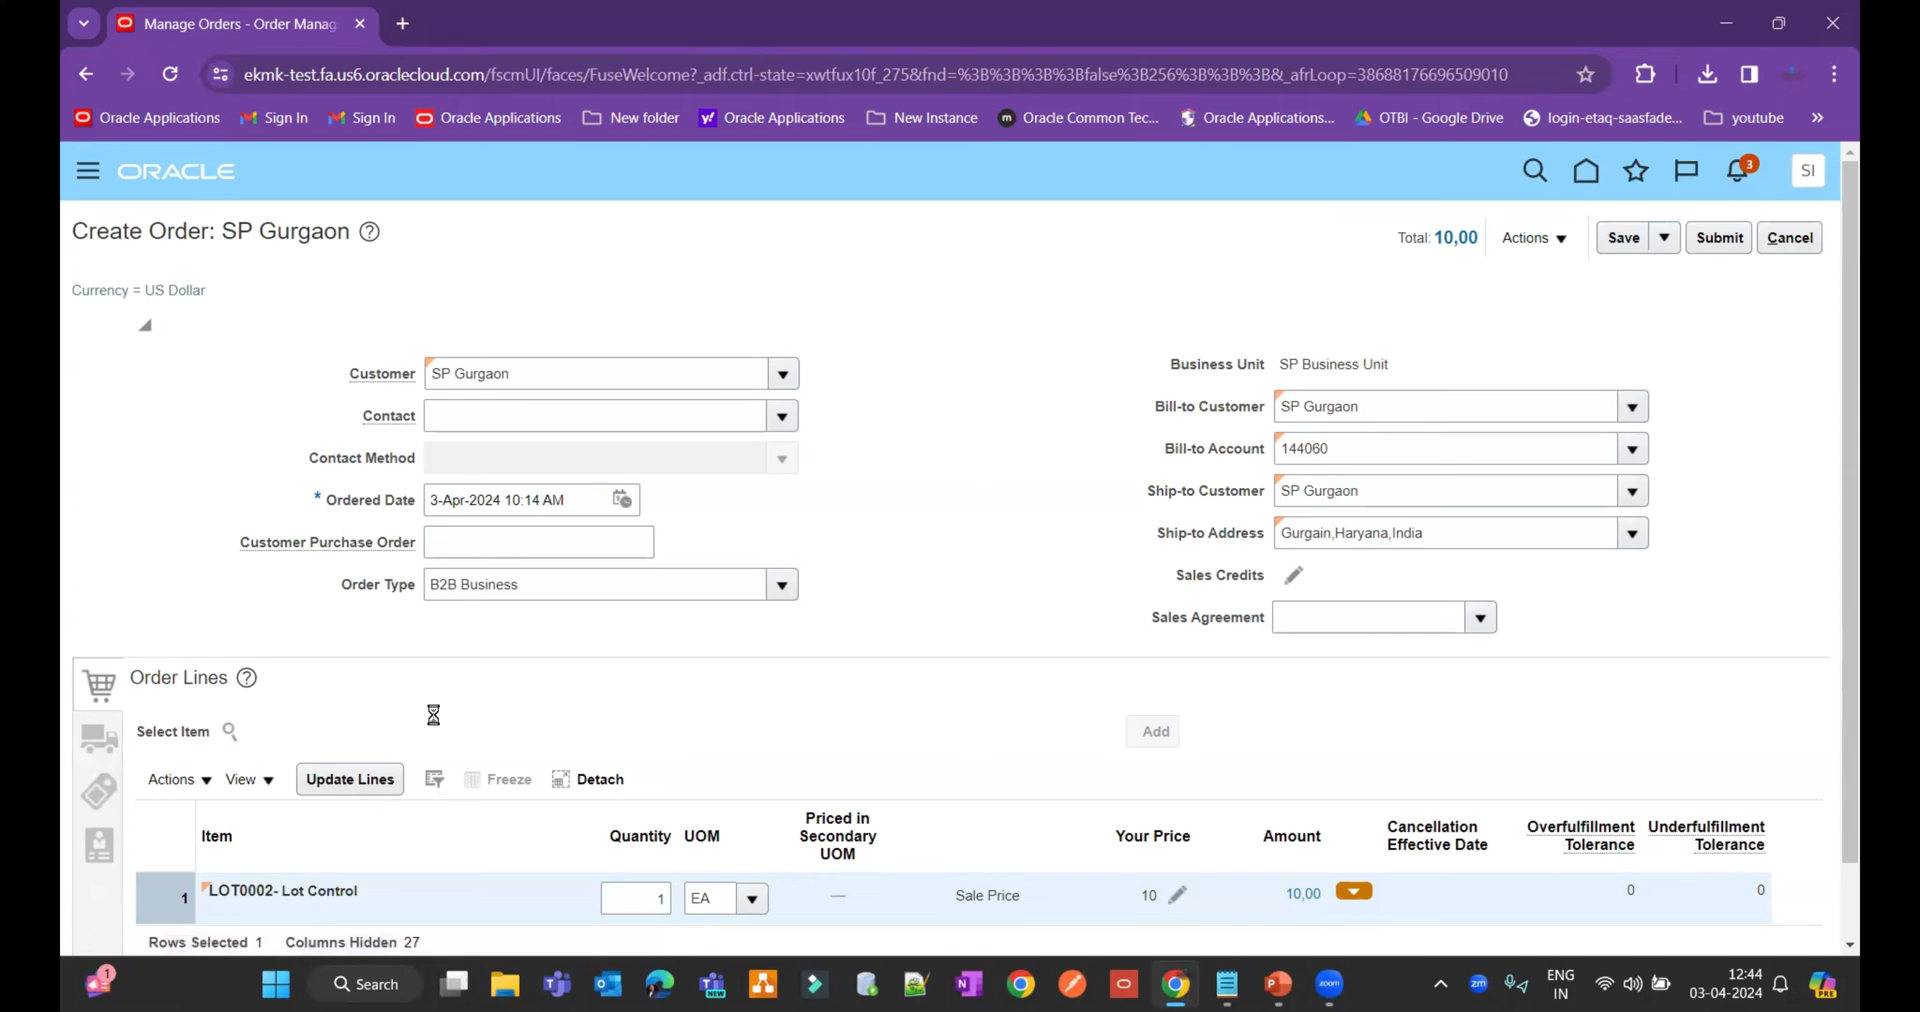 Manage Orders - Order Manag
ekmk-test.fa.us6.oraclecloud.com/fscmUI/faces/FuseWelcome?_adf.ctrl-state=xwtfux10f_275&fnd=%3B%3B%3B%3Bfalse%3B256%3B%3B%3B&_afrLoop=38688176696509010
Oracle Applications Sign In Sign In Oracle Applications New folder Oracle Applications New Instance Oracle Common Tec... Oracle Applications... OTBI - Google Drive login-etaq-saasfade... youtube »
ORACLE 3 SI
Create Order: SP Gurgaon ? Total: 10,00 Actions Save Submit Cancel
Currency = US Dollar
Customer SP Gurgaon
Contact
Contact Method
* Ordered Date 3-Apr-2024 10:14 AM
Customer Purchase Order
Order Type B2B Business
Business Unit SP Business Unit
Bill-to Customer SP Gurgaon
Bill-to Account 144060
Ship-to Customer SP Gurgaon
Ship-to Address Gurgain,Haryana,India
Sales Credits
Sales Agreement
Order Lines ?
Select Item Add
Actions View Update Lines Freeze Detach
Item Quantity UOM Priced in Secondary UOM Your Price Amount Cancellation Effective Date Overfulfillment Tolerance Underfulfillment Tolerance
1 LOT0002- Lot Control 1 EA — Sale Price 10 10,00 0 0
Rows Selected 1 Columns Hidden 27
1 Search NEW zoom zm ENG IN 12:44 03-04-2024 PRE